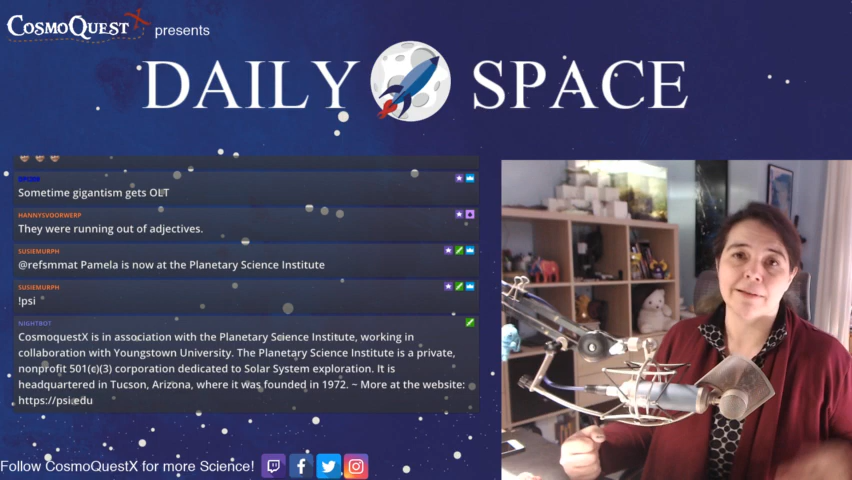 COSMOQUESTX presents
DAILY SPACE
Sometime gigantism gets OLT
HANNYSVOORWERP
They were running out of adjectives.
SUSIEMURPH
@refsmmat Pamela is now at the Planetary Science Institute
SUSIEMURPH
!psi
NIGHTBOT
CosmoquestX is in association with the Planetary Science Institute, working in
collaboration with Youngstown University. The Planetary Science Institute is a private,
nonprofit 501(c)(3) corporation dedicated to Solar System exploration. It is
headquartered in Tucson, Arizona, where it was founded in 1972. ~ More at the website:
https://psi.edu
Follow CosmoQuestX for more Science!